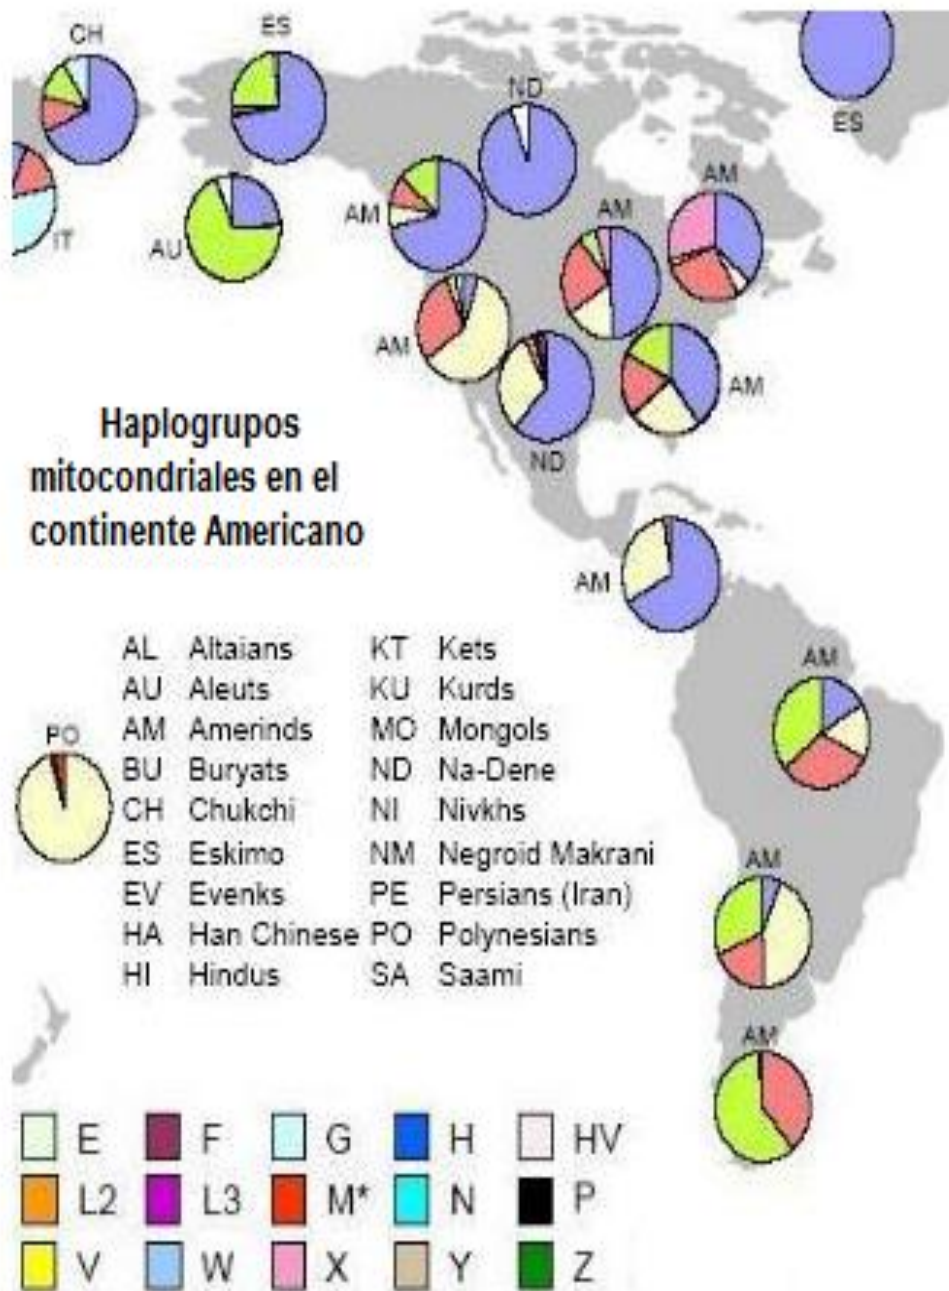 CH
ES
ND
ES
AM
AM
AM
IT
AU
AM
AM
ND
Haplogrupos
mitocondriales en el
continente Americano
AM
AM
AL Altaians KT Kets
AU Aleuts KU Kurds
AM Amerinds MO Mongols
PO
BU Buryats ND Na-Dene
CH Chukchi NI Nivkhs
ES Eskimo NM Negroid Makrani
EV Evenks PE Persians (Iran)
HA Han Chinese PO Polynesians
HI Hindus SA Saami
AM
AM
E F G H HV
L2 L3 M* N P
V W X Y Z